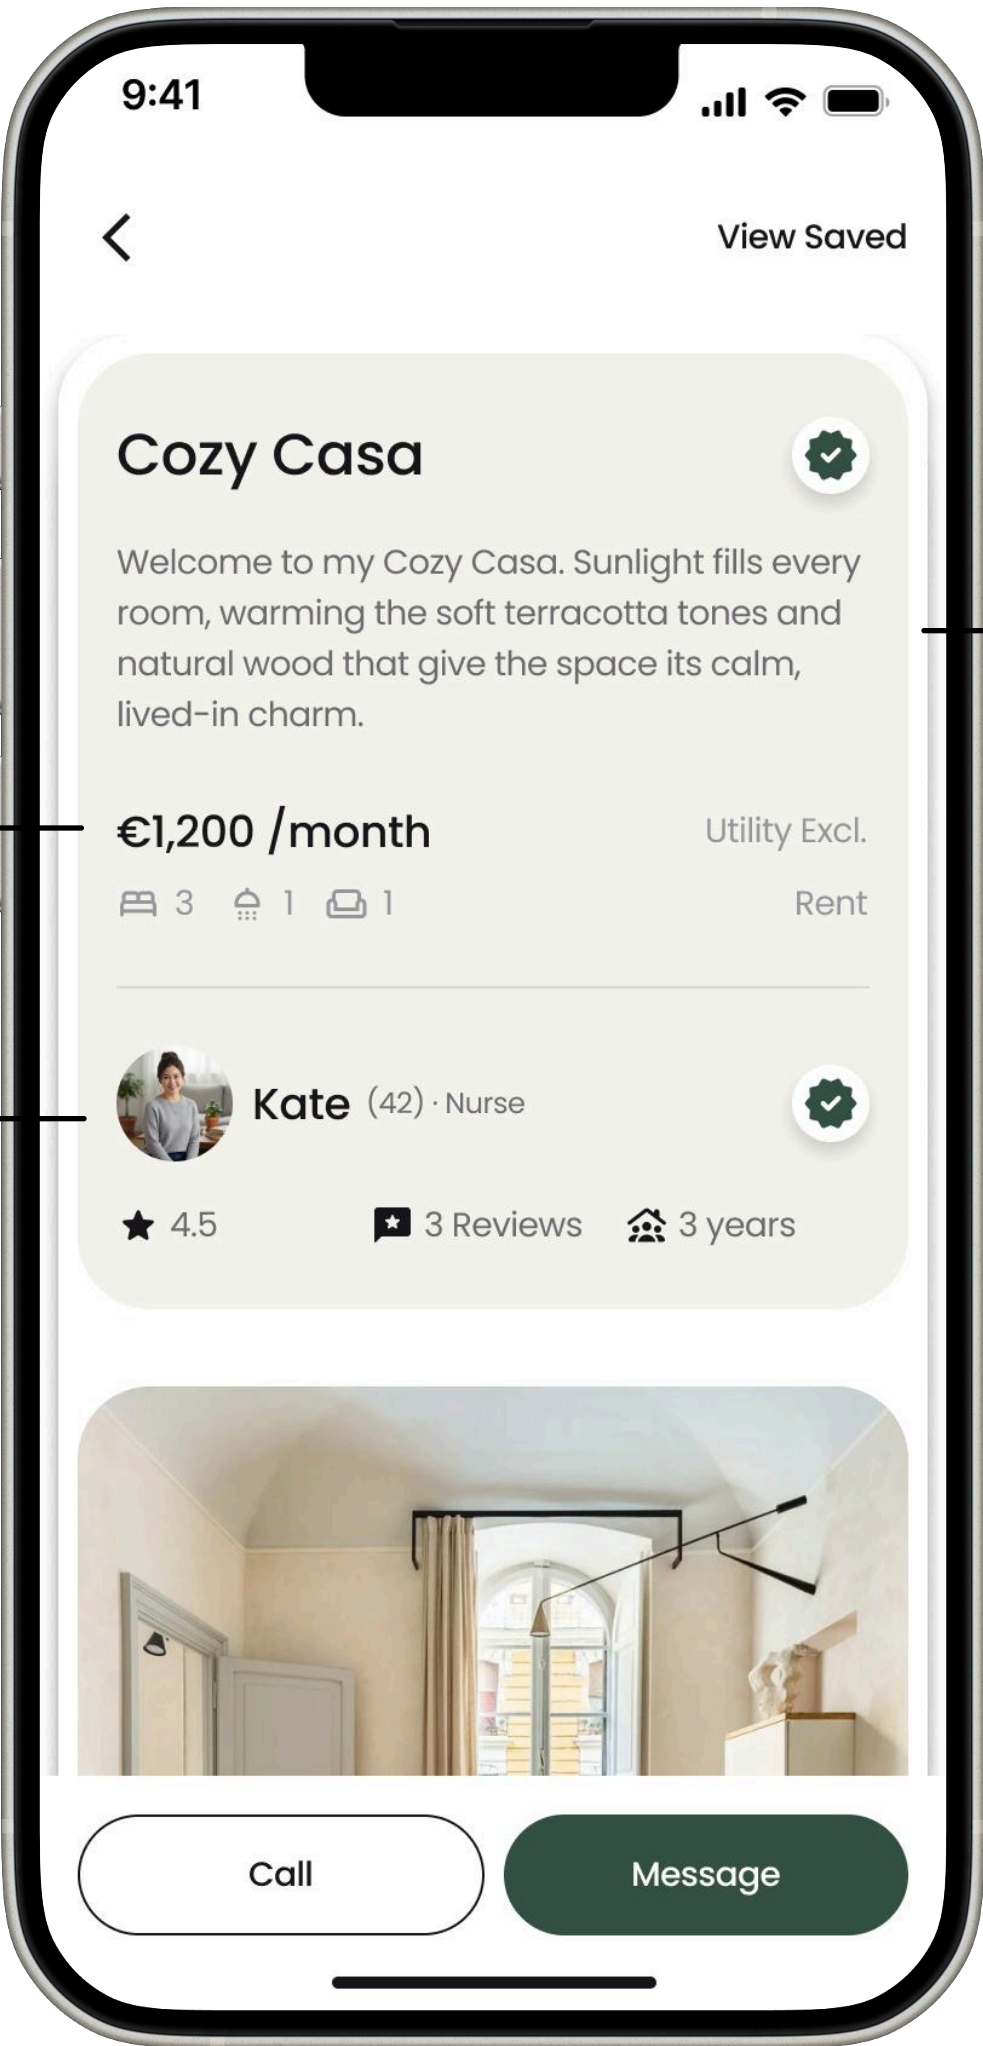 9:41
View Saved
Cozy Casa
Welcome to my Cozy Casa. Sunlight fills every
room, warming the soft terracotta tones and
natural wood that give the space its calm,
lived-in charm.
€1,200 /month
Utility Excl.
3 1 1
Rent
Kate (42) · Nurse
4.5 3 Reviews 3 years
Call
Message